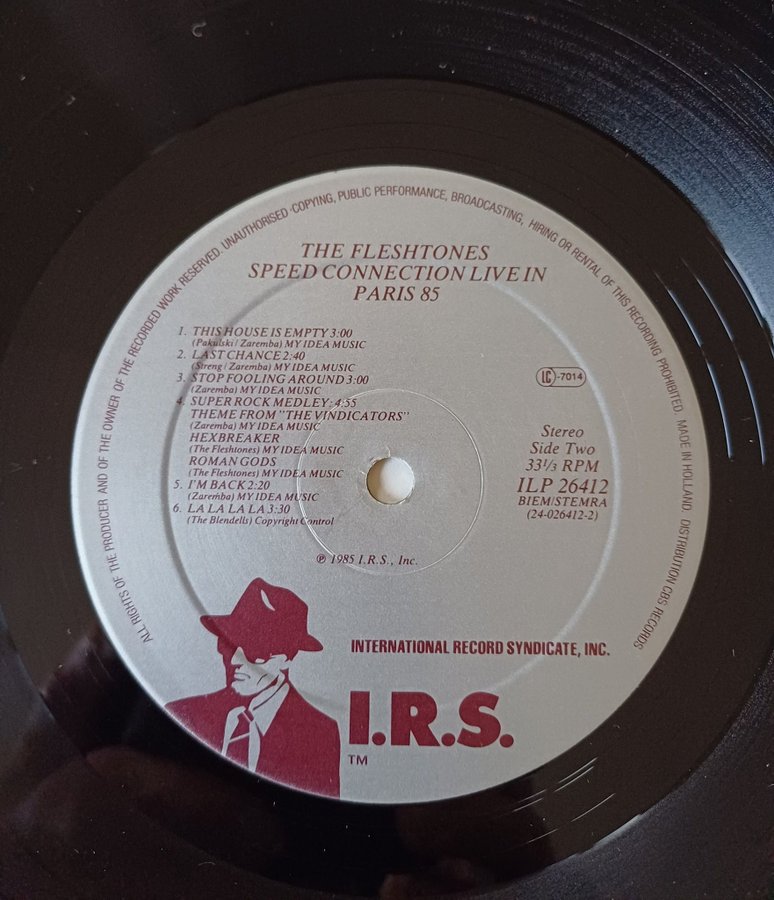 ALL RIGHTS OF THE PRODUCER AND OF THE OWNER OF THE RECORDED WORK RESERVED. UNAUTHORISED COPYING, PUBLIC PERFORMANCE, BROADCASTING, HIRING OR RENTAL OF THIS RECORDING PROHIBITED. MADE IN HOLLAND. DISTRIBUTION CBS RECORDS
THE FLESHTONES
SPEED CONNECTION LIVE IN
PARIS 85
1. THIS HOUSE IS EMPTY 3:00
(Pakulski / Zaremba) MY IDEA MUSIC
2. LAST CHANCE 2:40
(Streng / Zaremba) MY IDEA MUSIC
3. STOP FOOLING AROUND 3:00
(Zaremba) MY IDEA MUSIC
4. SUPER ROCK MEDLEY: 4:55
THEME FROM "THE VINDICATORS"
(Zaremba) MY IDEA MUSIC
HEXBREAKER
(The Fleshtones) MY IDEA MUSIC
ROMAN GODS
(The Fleshtones) MY IDEA MUSIC
5. I'M BACK 2:20
(Zaremba) MY IDEA MUSIC
6. LA LA LA LA 3:30
(The Blendells) Copyright Control
LC -7014
Stereo
Side Two
33 1/3 RPM
ILP 26412
BIEM/STEMRA
(24-026412-2)
℗ 1985 I.R.S., Inc.
INTERNATIONAL RECORD SYNDICATE, INC.
I.R.S.
TM